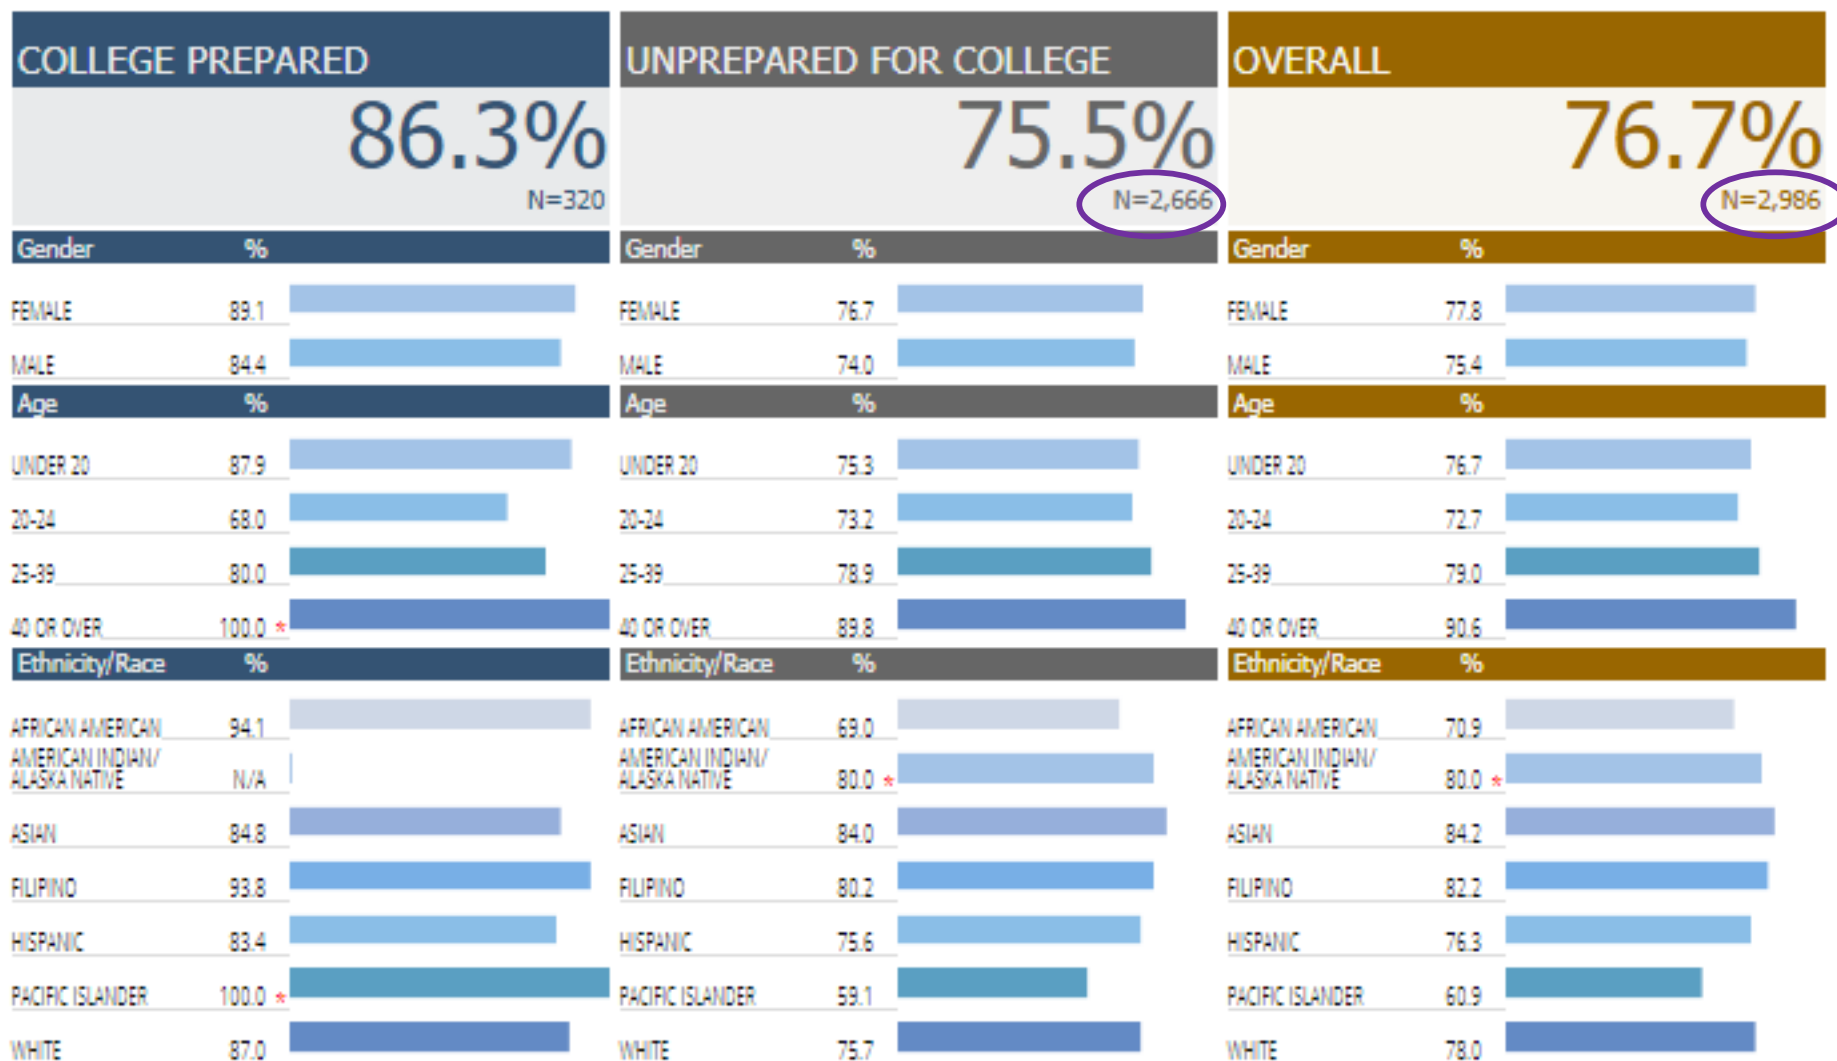 COLLEGE PREPARED
86.3%
N=320
Gender %
FEMALE 89.1
MALE 84.4
Age %
UNDER 20 87.9
20-24 68.0
25-39 80.0
40 OR OVER 100.0 *
Ethnicity/Race %
AFRICAN AMERICAN 94.1
AMERICAN INDIAN/
ALASKA NATIVE N/A
ASIAN 84.8
FILIPINO 93.8
HISPANIC 83.4
PACIFIC ISLANDER 100.0 *
WHITE 87.0
UNPREPARED FOR COLLEGE
75.5%
N=2,666
Gender %
FEMALE 76.7
MALE 74.0
Age %
UNDER 20 75.3
20-24 73.2
25-39 78.9
40 OR OVER 89.8
Ethnicity/Race %
AFRICAN AMERICAN 69.0
AMERICAN INDIAN/
ALASKA NATIVE 80.0 *
ASIAN 84.0
FILIPINO 80.2
HISPANIC 75.6
PACIFIC ISLANDER 59.1
WHITE 75.7
OVERALL
76.7%
N=2,986
Gender %
FEMALE 77.8
MALE 75.4
Age %
UNDER 20 76.7
20-24 72.7
25-39 79.0
40 OR OVER 90.6
Ethnicity/Race %
AFRICAN AMERICAN 70.9
AMERICAN INDIAN/
ALASKA NATIVE 80.0 *
ASIAN 84.2
FILIPINO 82.2
HISPANIC 76.3
PACIFIC ISLANDER 60.9
WHITE 78.0